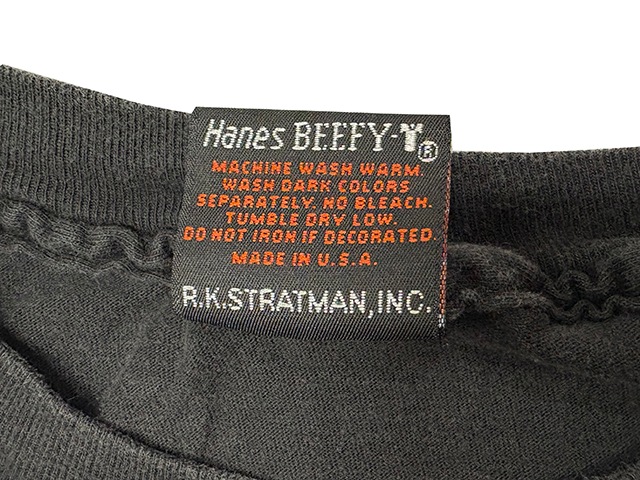 Hanes BEEFY-T®
MACHINE WASH WARM.
WASH DARK COLORS
SEPARATELY. NO BLEACH.
TUMBLE DRY LOW.
DO NOT IRON IF DECORATED.
MADE IN U.S.A.
R.K.STRATMAN,INC.